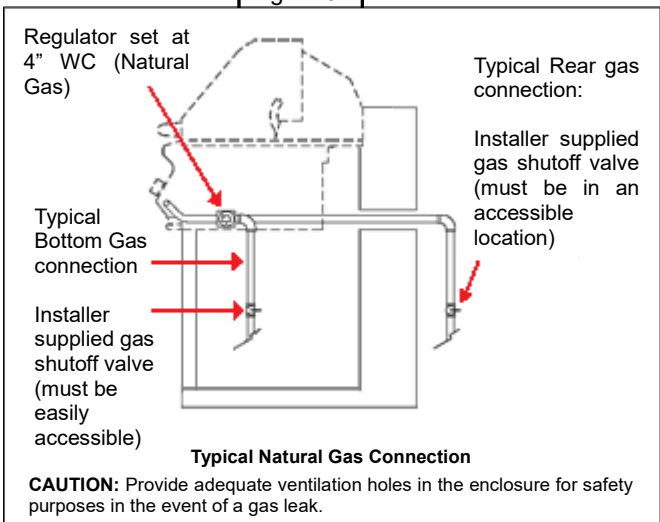 Regulator set at
4” WC (Natural
Gas)
Typical Rear gas
connection:
Installer supplied
gas shutoff valve
(must be in an
accessible
location)
Typical
Bottom Gas
connection
Installer
supplied gas
shutoff valve
(must be
easily
accessible)
Typical Natural Gas Connection
CAUTION: Provide adequate ventilation holes in the enclosure for safety
purposes in the event of a gas leak.